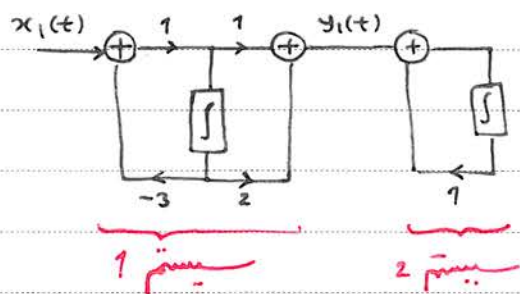 x₁(t) 1 1 y₁(t)
+ + +
∫ ∫
-3 2 1
سیستم 1 سیستم 2